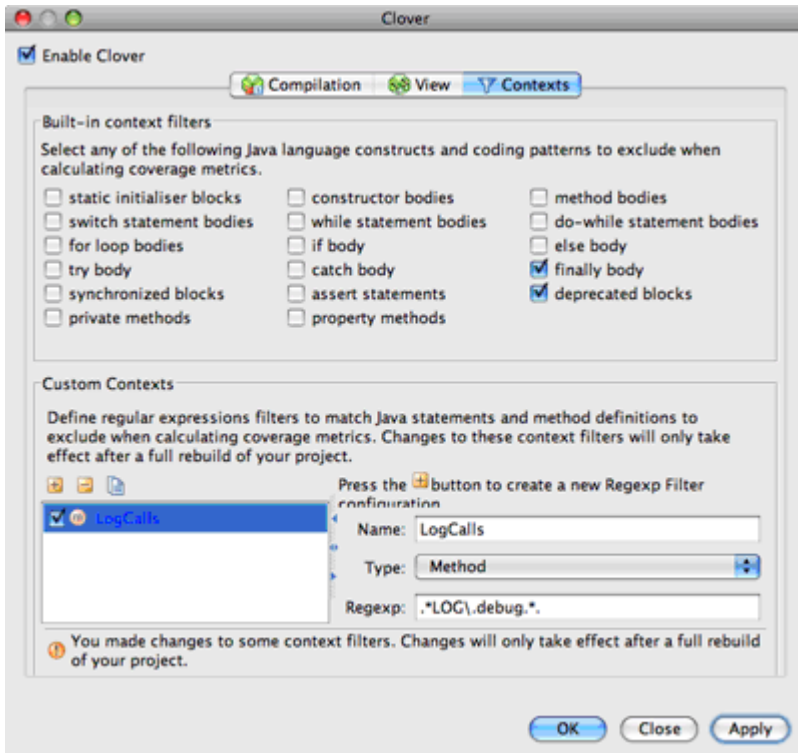 Clover
Enable Clover
Compilation View Contexts
Built-in context filters
Select any of the following Java language constructs and coding patterns to exclude when
calculating coverage metrics.
static initialiser blocks constructor bodies method bodies
switch statement bodies while statement bodies do-while statement bodies
for loop bodies if body else body
try body catch body finally body
synchronized blocks assert statements deprecated blocks
private methods property methods
Custom Contexts
Define regular expressions filters to match Java statements and method definitions to
exclude when calculating coverage metrics. Changes to these context filters will only take
effect after a full rebuild of your project.
Press the button to create a new Regexp Filter
configuration
LogCalls
Name: LogCalls
Type: Method
Regexp: .*LOG\.debug.*.
You made changes to some context filters. Changes will only take effect after a full rebuild
of your project.
OK Close Apply